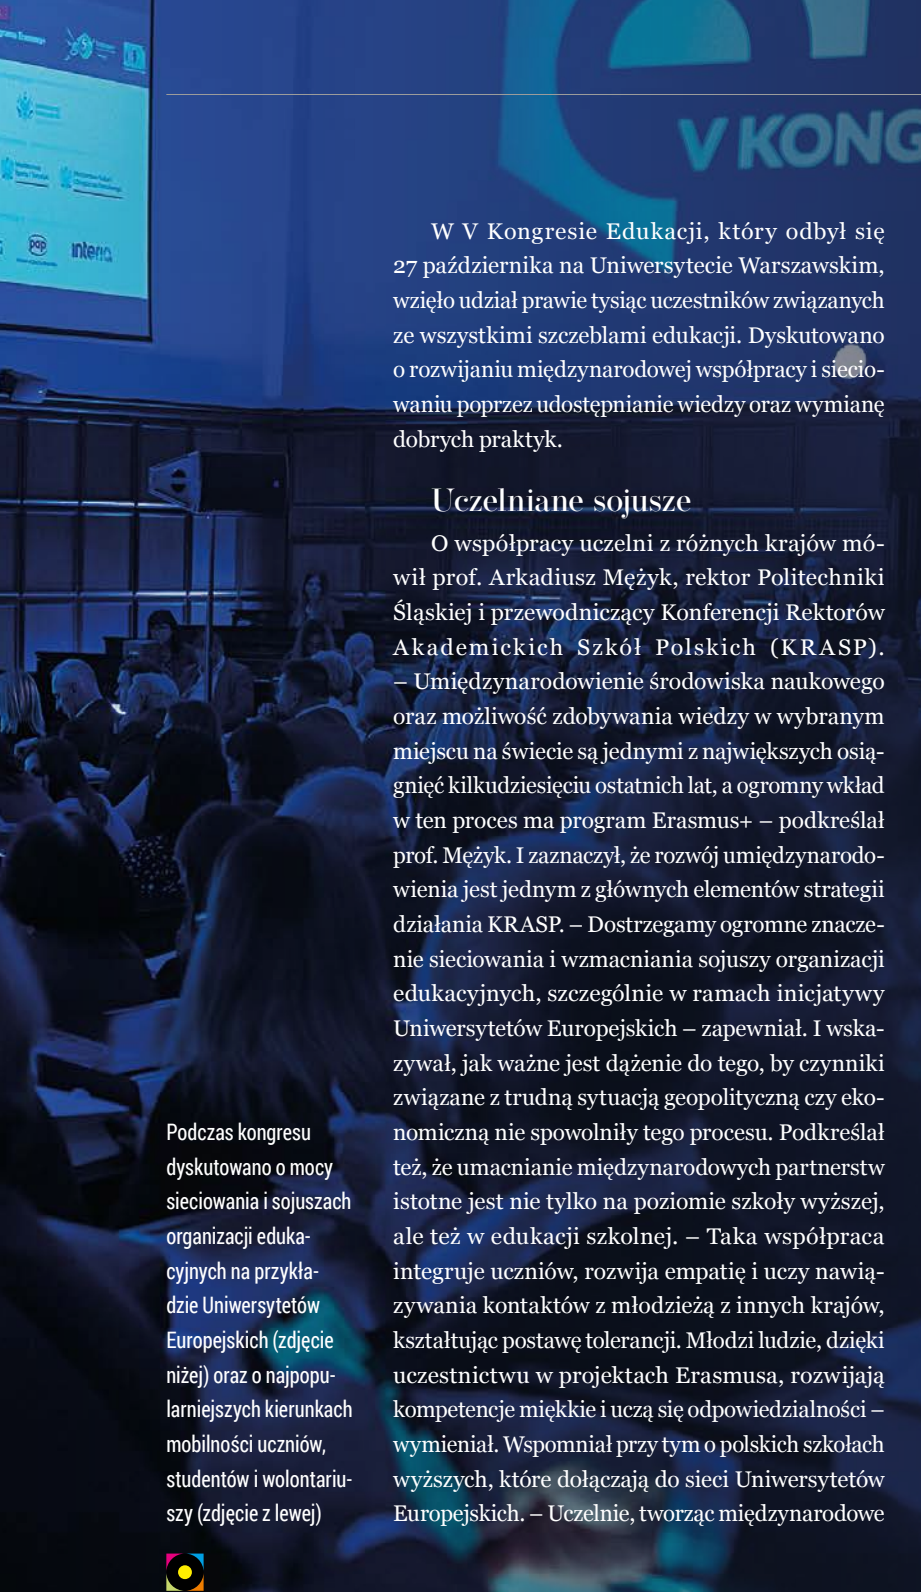 V KONG
pap
interia
W V Kongresie Edukacji, który odbył się
27 października na Uniwersytecie Warszawskim,
wzięło udział prawie tysiąc uczestników związanych
ze wszystkimi szczeblami edukacji. Dyskutowano
o rozwijaniu międzynarodowej współpracy i siecio-
waniu poprzez udostępnianie wiedzy oraz wymianę
dobrych praktyk.
Uczelniane sojusze
O współpracy uczelni z różnych krajów mó-
wił prof. Arkadiusz Mężyk, rektor Politechniki
Śląskiej i przewodniczący Konferencji Rektorów
Akademickich Szkół Polskich (KRASP).
– Umiędzynarodowienie środowiska naukowego
oraz możliwość zdobywania wiedzy w wybranym
miejscu na świecie są jednymi z największych osią-
gnięć kilkudziesięciu ostatnich lat, a ogromny wkład
w ten proces ma program Erasmus+ – podkreślał
prof. Mężyk. I zaznaczył, że rozwój umiędzynarodo-
wienia jest jednym z głównych elementów strategii
działania KRASP. – Dostrzegamy ogromne znacze-
nie sieciowania i wzmacniania sojuszy organizacji
edukacyjnych, szczególnie w ramach inicjatywy
Uniwersytetów Europejskich – zapewniał. I wska-
zywał, jak ważne jest dążenie do tego, by czynniki
związane z trudną sytuacją geopolityczną czy eko-
nomiczną nie spowolniły tego procesu. Podkreślał
też, że umacnianie międzynarodowych partnerstw
istotne jest nie tylko na poziomie szkoły wyższej,
ale też w edukacji szkolnej. – Taka współpraca
integruje uczniów, rozwija empatię i uczy nawią-
zywania kontaktów z młodzieżą z innych krajów,
kształtując postawę tolerancji. Młodzi ludzie, dzięki
uczestnictwu w projektach Erasmusa, rozwijają
kompetencje miękkie i uczą się odpowiedzialności –
wymieniał. Wspomniał przy tym o polskich szkołach
wyższych, które dołączają do sieci Uniwersytetów
Europejskich. – Uczelnie, tworząc międzynarodowe
Podczas kongresu
dyskutowano o mocy
sieciowania i sojuszach
organizacji eduka-
cyjnych na przykła-
dzie Uniwersytetów
Europejskich (zdjęcie
niżej) oraz o najpopu-
larniejszych kierunkach
mobilności uczniów,
studentów i wolontariu-
szy (zdjęcie z lewej)